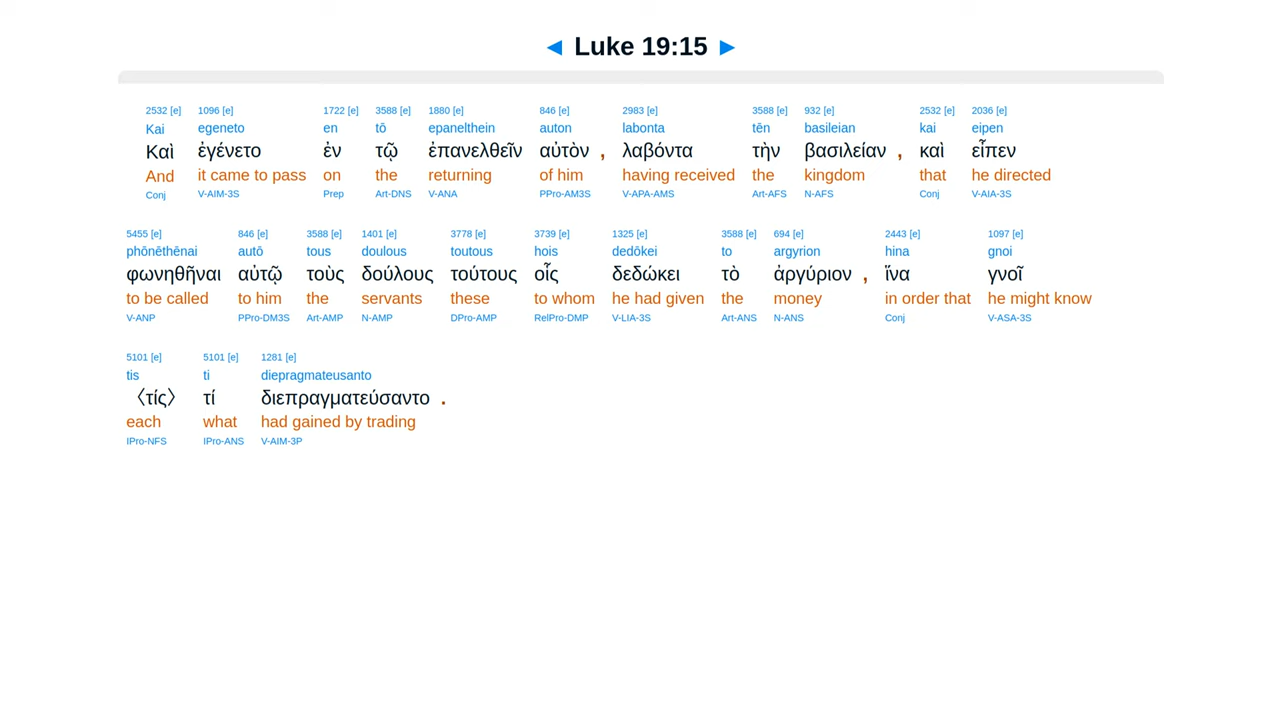 ◄ Luke 19:15 ►
2532 [e] 1096 [e] 1722 [e] 3588 [e] 1880 [e] 846 [e] 2983 [e] 3588 [e] 932 [e] 2532 [e] 2036 [e]
Kai egeneto en tō epanelthein auton labonta tēn basileian kai eipen
Καὶ ἐγένετο ἐν τῷ ἐπανελθεῖν αὐτὸν , λαβόντα τὴν βασιλείαν , καὶ εἶπεν
And it came to pass on the returning of him having received the kingdom that he directed
Conj V-AIM-3S Prep Art-DNS V-ANA PPro-AM3S V-APA-AMS Art-AFS N-AFS Conj V-AIA-3S
5455 [e] 846 [e] 3588 [e] 1401 [e] 3778 [e] 3739 [e] 1325 [e] 3588 [e] 694 [e] 2443 [e] 1097 [e]
phōnēthēnai autō tous doulous toutous hois dedōkei to argyrion hina gnoi
φωνηθῆναι αὐτῷ τοὺς δούλους τούτους οἷς δεδώκει τὸ ἀργύριον , ἵνα γνοῖ
to be called to him the servants these to whom he had given the money in order that he might know
V-ANP PPro-DM3S Art-AMP N-AMP DPro-AMP RelPro-DMP V-LIA-3S Art-ANS N-ANS Conj V-ASA-3S
5101 [e] 5101 [e] 1281 [e]
tis ti diepragmateusanto
〈τίς〉 τί διεπραγματεύσαντο .
each what had gained by trading
IPro-NFS IPro-ANS V-AIM-3P